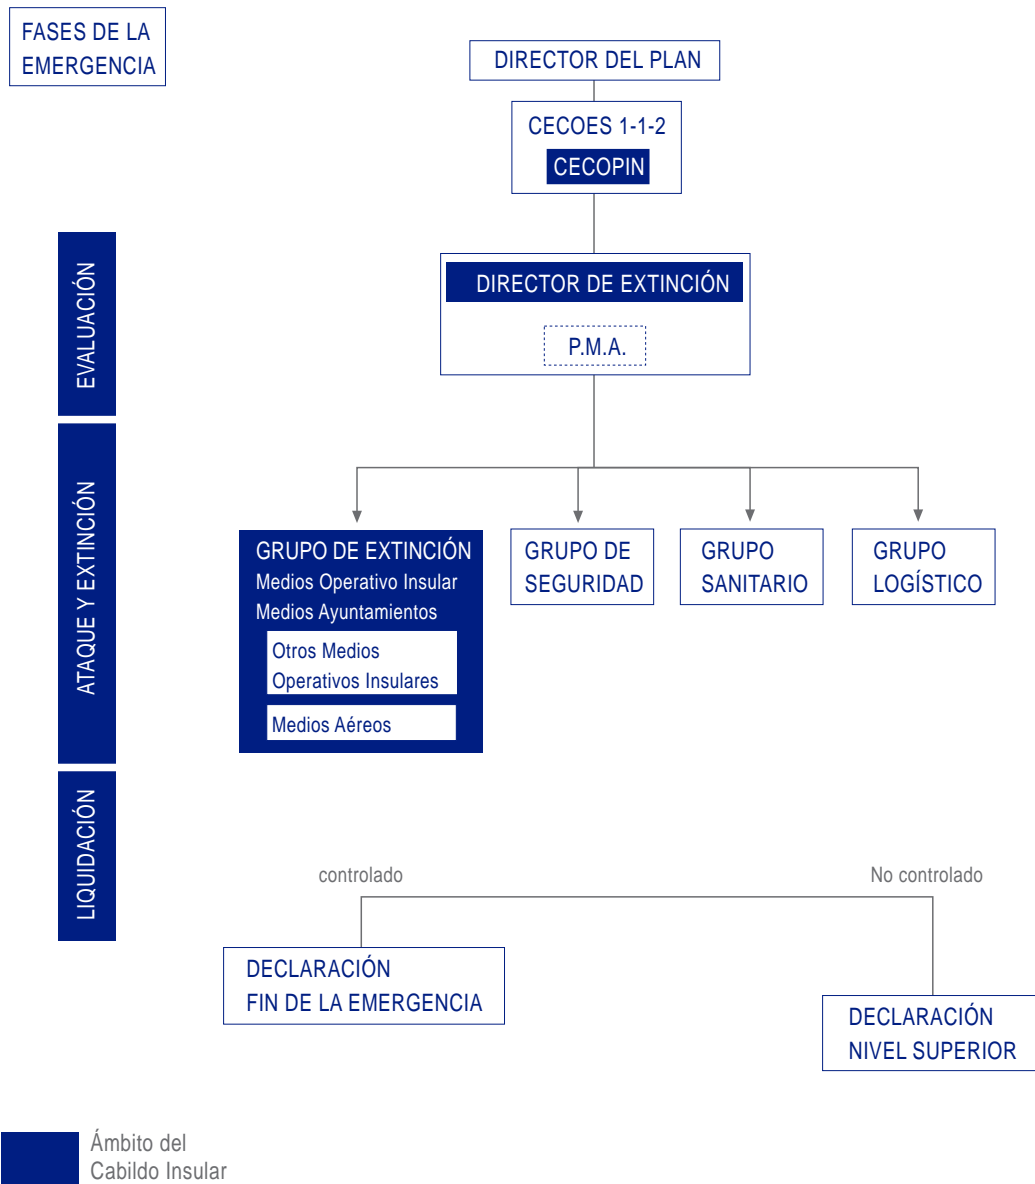 FASES DE LA
EMERGENCIA
DIRECTOR DEL PLAN
CECOES 1-1-2
CECOPIN
EVALUACIÓN
DIRECTOR DE EXTINCIÓN
P.M.A.
ATAQUE Y EXTINCIÓN
GRUPO DE EXTINCIÓN
Medios Operativo Insular
Medios Ayuntamientos
Otros Medios
Operativos Insulares
Medios Aéreos
GRUPO DE
SEGURIDAD
GRUPO
SANITARIO
GRUPO
LOGÍSTICO
LIQUIDACIÓN
controlado
No controlado
DECLARACIÓN
FIN DE LA EMERGENCIA
DECLARACIÓN
NIVEL SUPERIOR
Ámbito del
Cabildo Insular